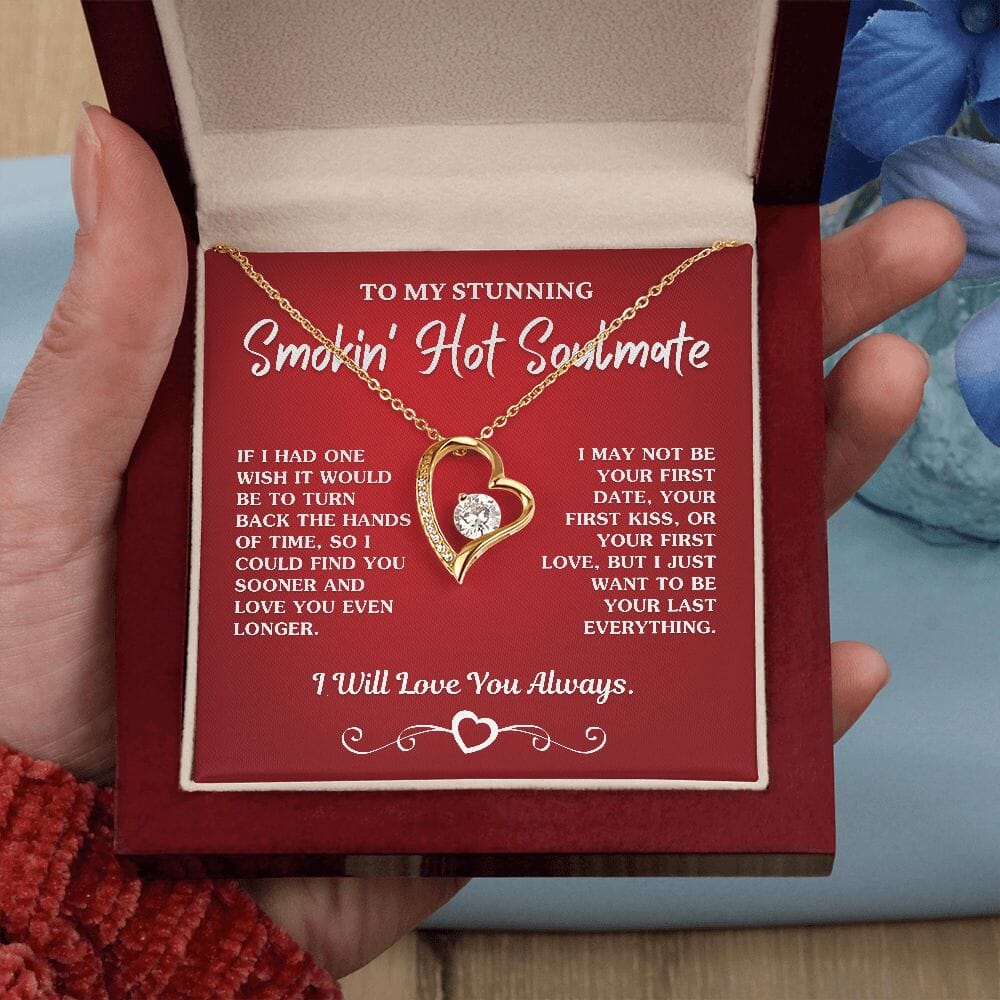 TO MY STUNNING
Smokin' Hot Soulmate
IF I HAD ONE
WISH IT WOULD
BE TO TURN
BACK THE HANDS
OF TIME, SO I
COULD FIND YOU
SOONER AND
LOVE YOU EVEN
LONGER.
I MAY NOT BE
YOUR FIRST
DATE, YOUR
FIRST KISS, OR
YOUR FIRST
LOVE, BUT I JUST
WANT TO BE
YOUR LAST
EVERYTHING.
I Will Love You Always.